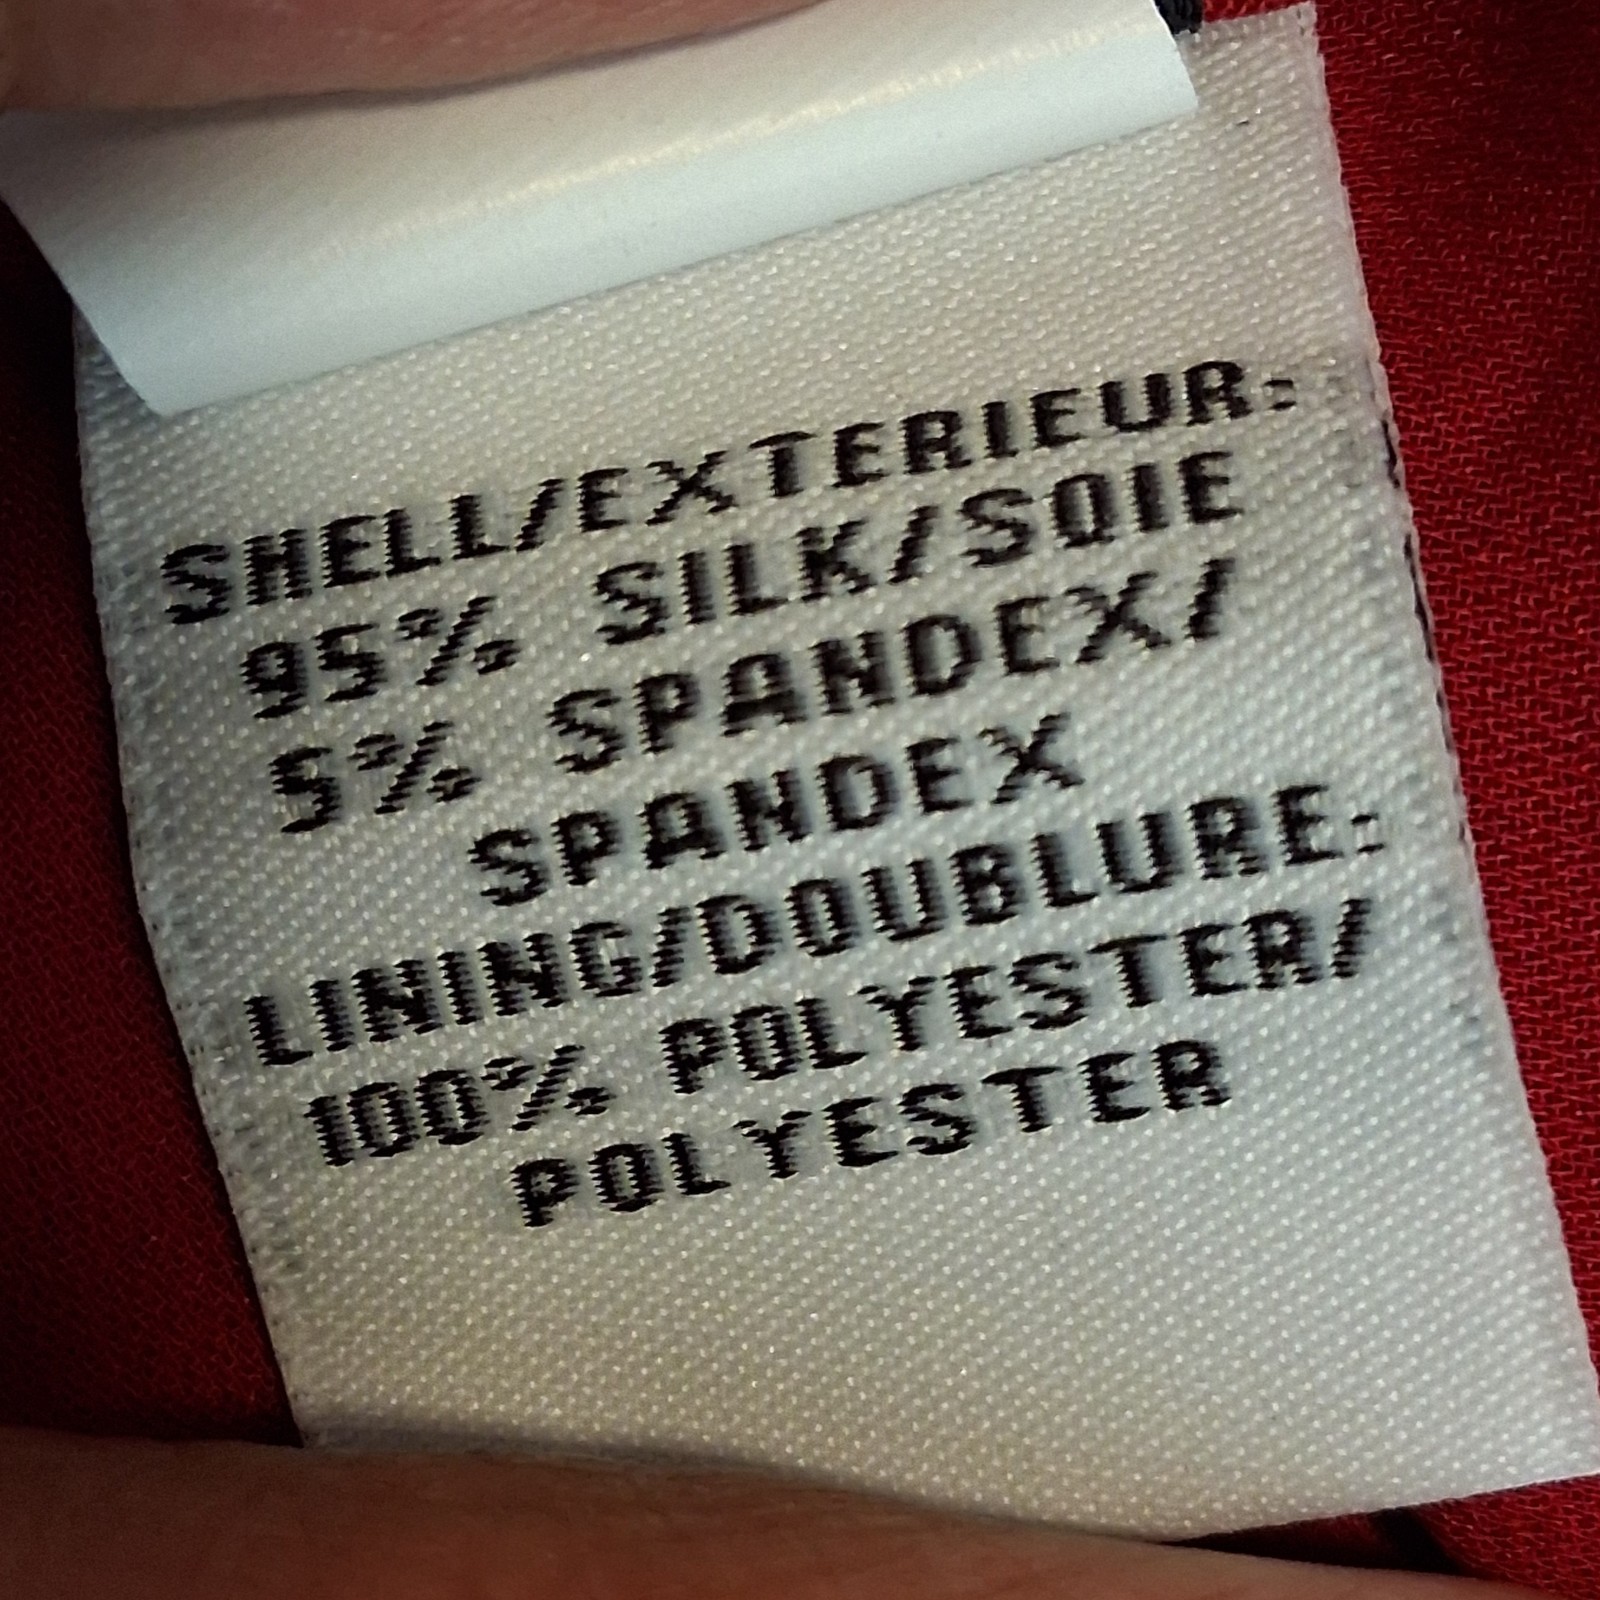 SHELL/EXTERIEUR:
95% SILK/SOIE
5% SPANDEX/
SPANDEX
LINING/DOUBLURE:
100% POLYESTER/
POLYESTER